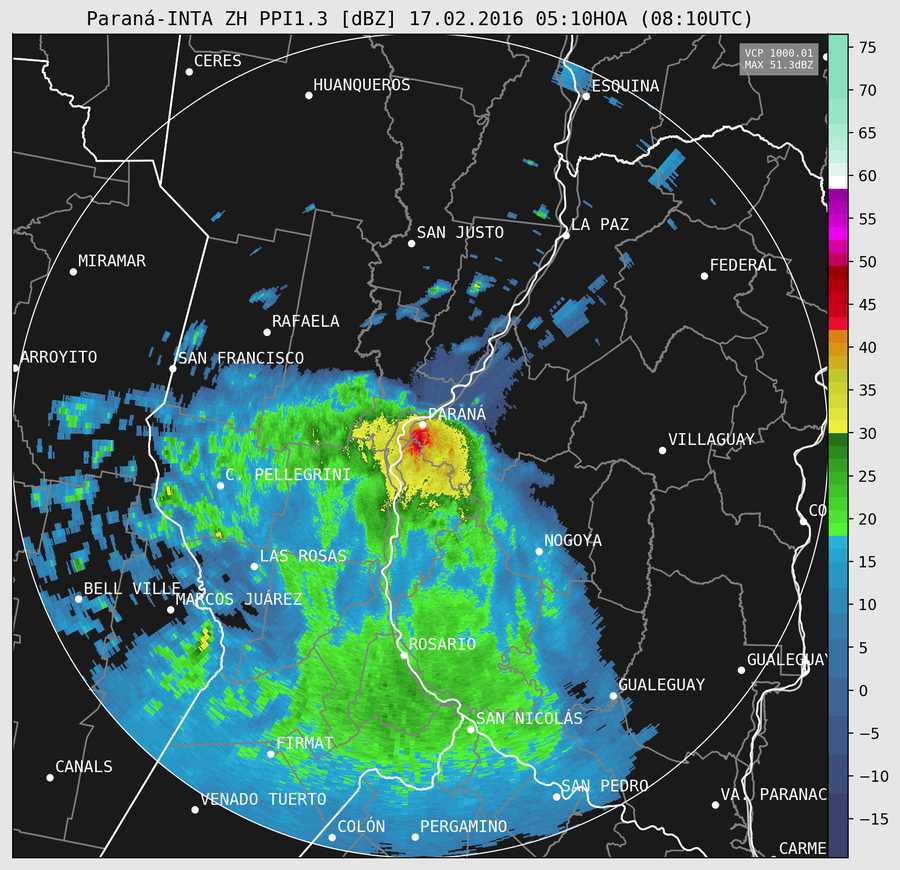 Paraná-INTA ZH PPI1.3 [dBZ] 17.02.2016 05:10HOA (08:10UTC)
VCP 1000.01
MAX 51.3dBZ
CERES
HUANQUEROS
ESQUINA
SAN JUSTO
LA PAZ
MIRAMAR
FEDERAL
RAFAELA
ARROYITO
SAN FRANCISCO
PARANÁ
VILLAGUAY
C. PELLEGRINI
CO
NOGOYA
LAS ROSAS
BELL VILLE
MARCOS JUÁREZ
ROSARIO
GUALEGUAY
GUALEGUAY
SAN NICOLÁS
FIRMAT
CANALS
SAN PEDRO
VENADO TUERTO
VA. PARANAC
COLÓN
PERGAMINO
CARME
75
70
65
60
55
50
45
40
35
30
25
20
15
10
5
0
−5
−10
−15